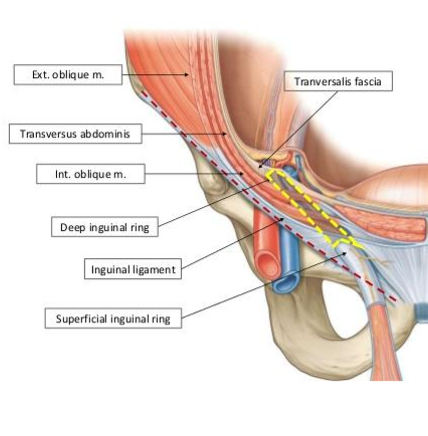 Ext. oblique m.
Tranversalis fascia
Transversus abdominis
Int. oblique m.
Deep inguinal ring
Inguinal ligament
Superficial inguinal ring